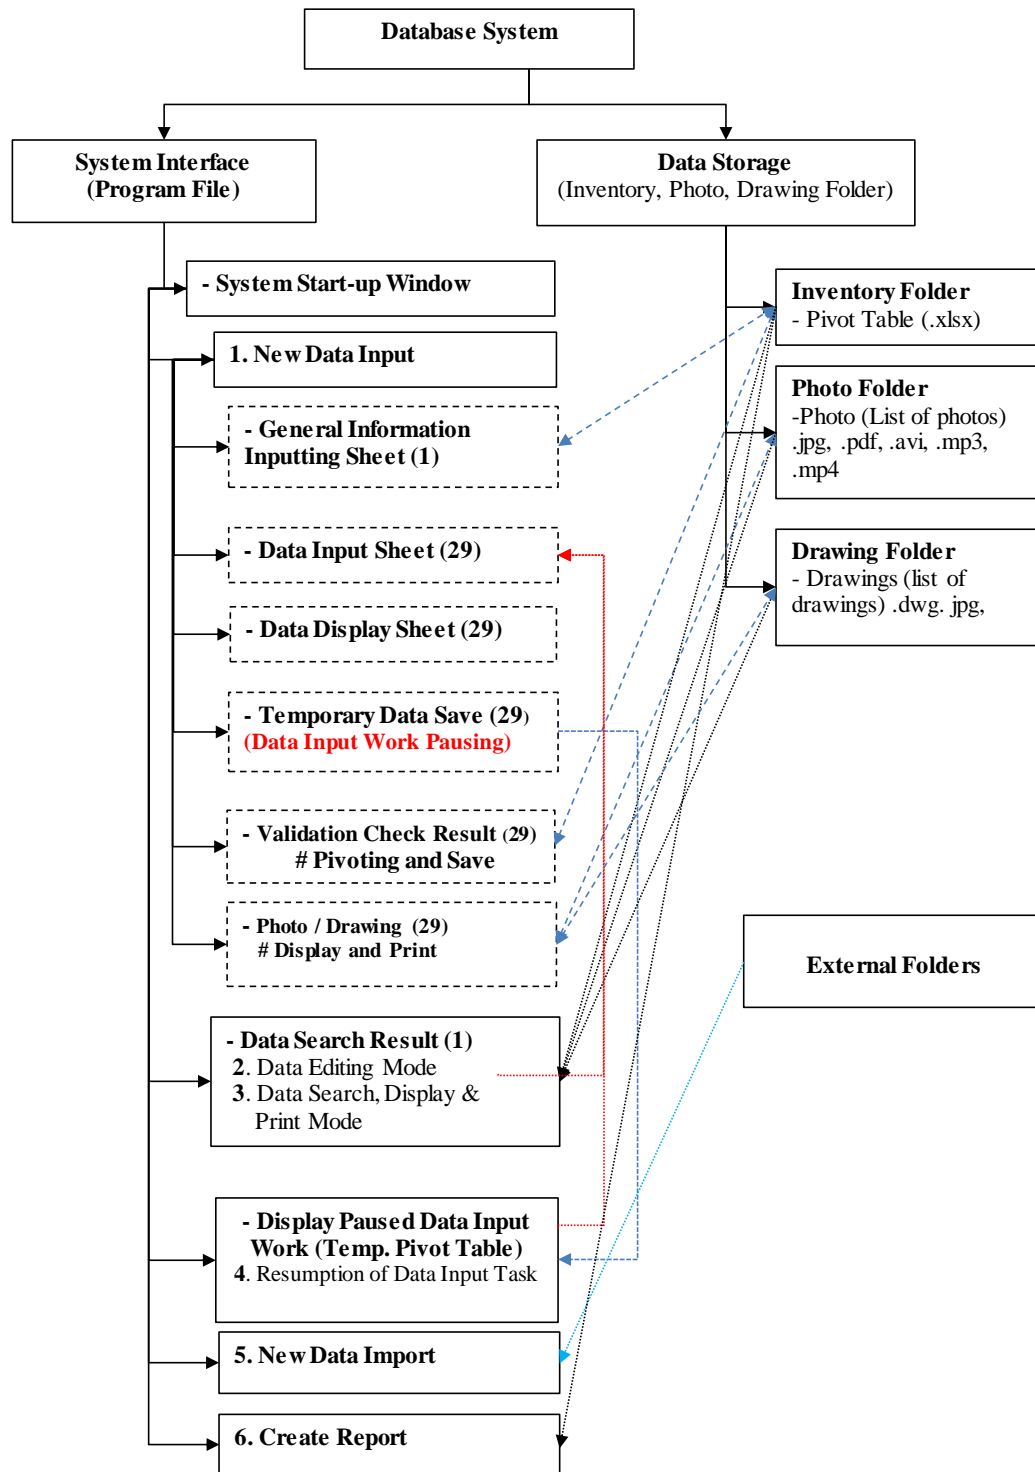 Database System
System Interface
(Program File)
Data Storage
(Inventory, Photo, Drawing Folder)
- System Start-up Window
Inventory Folder
- Pivot Table (.xlsx)
1. New Data Input
Photo Folder
-Photo (List of photos)
.jpg, .pdf, .avi, .mp3,
.mp4
- General Information
Inputting Sheet (1)
- Data Input Sheet (29)
Drawing Folder
- Drawings (list of
drawings) .dwg. jpg,
- Data Display Sheet (29)
- Temporary Data Save (29)
(Data Input Work Pausing)
- Validation Check Result (29)
# Pivoting and Save
- Photo / Drawing (29)
# Display and Print
External Folders
- Data Search Result (1)
2. Data Editing Mode
3. Data Search, Display &
Print Mode
- Display Paused Data Input
Work (Temp. Pivot Table)
4. Resumption of Data Input Task
5. New Data Import
6. Create Report